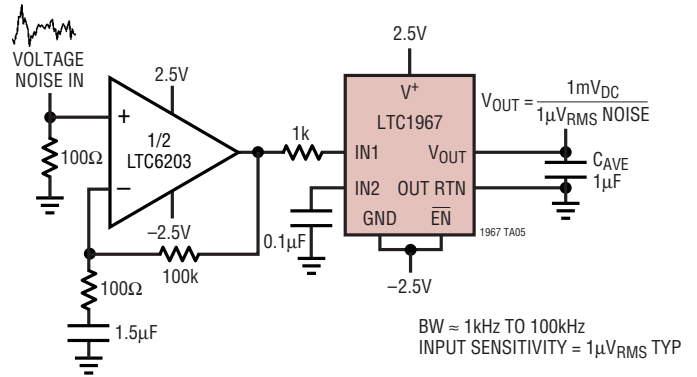 VOLTAGE
NOISE IN
2.5V
+
1/2
LTC6203
–
–2.5V
100Ω
100k
100Ω
1.5µF
1k
0.1µF
2.5V
V+
LTC1967
IN1
VOUT
IN2
OUT RTN
GND
EN
–2.5V
VOUT = 1mVDC
1µVRMS NOISE
CAVE
1µF
1967 TA05
BW ≈ 1kHz TO 100kHz
INPUT SENSITIVITY = 1µVRMS TYP